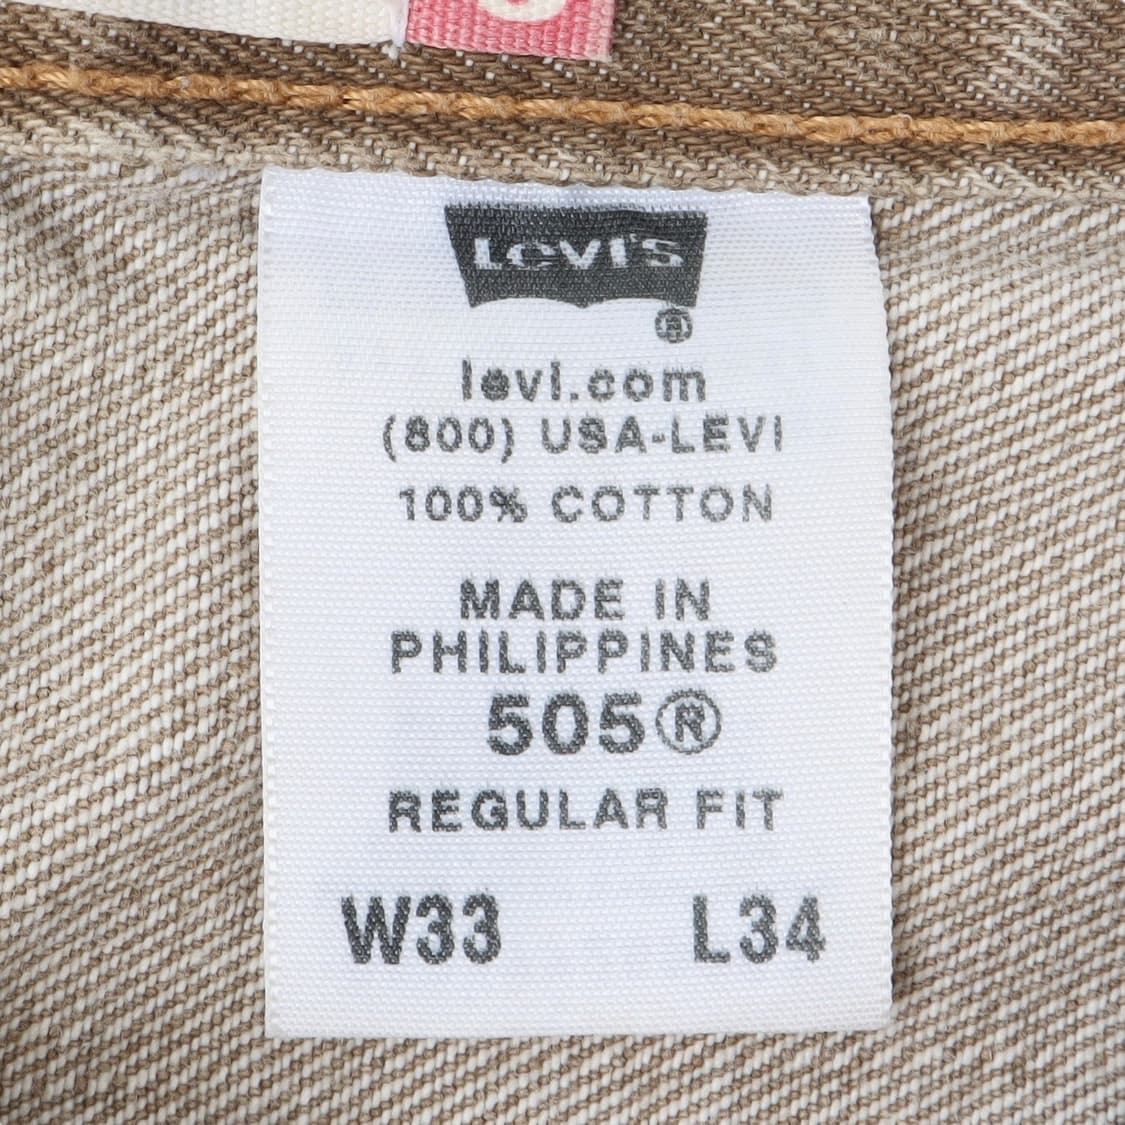 LEVI'S
®
levi.com
(800) USA-LEVI
100% COTTON
MADE IN
PHILIPPINES
505®
REGULAR FIT
W33 L34